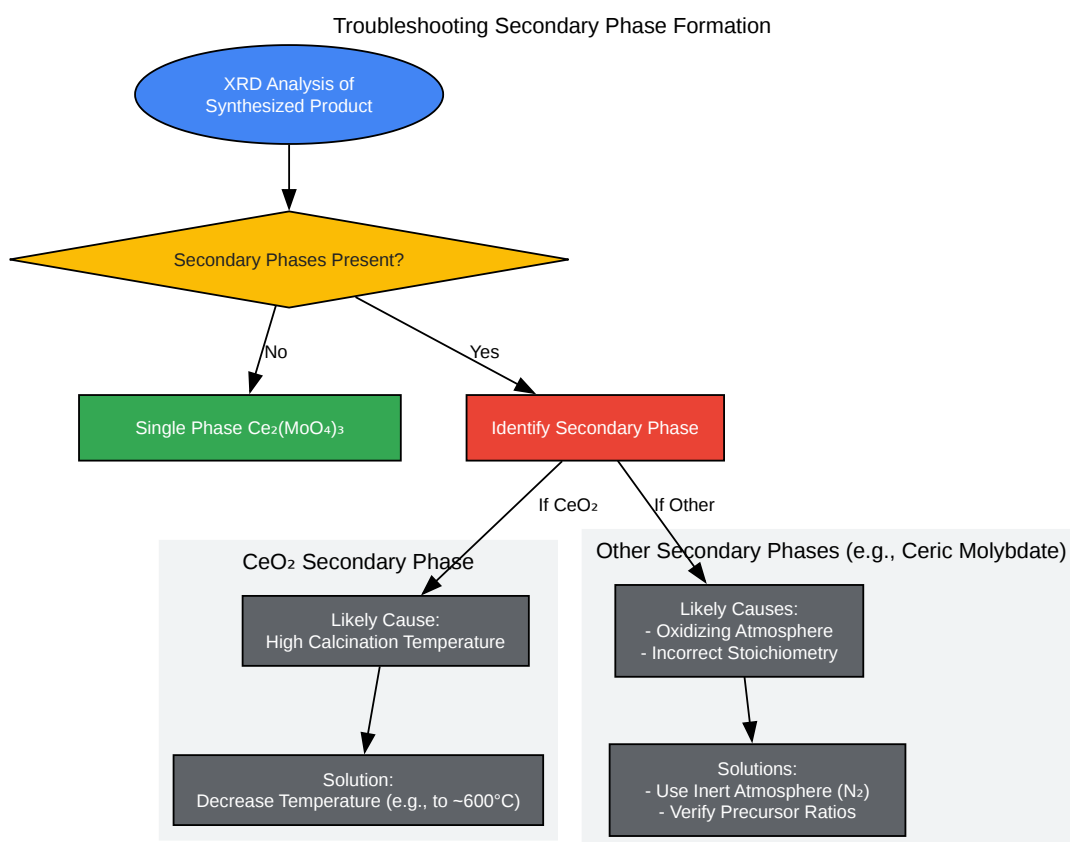 Troubleshooting Secondary Phase Formation
XRD Analysis of
Synthesized Product
Secondary Phases Present?
No
Yes
Single Phase Ce₂(MoO₄)₃
Identify Secondary Phase
If CeO₂
If Other
CeO₂ Secondary Phase
Likely Cause:
High Calcination Temperature
Solution:
Decrease Temperature (e.g., to ~600°C)
Other Secondary Phases (e.g., Ceric Molybdate)
Likely Causes:
- Oxidizing Atmosphere
- Incorrect Stoichiometry
Solutions:
- Use Inert Atmosphere (N₂)
- Verify Precursor Ratios